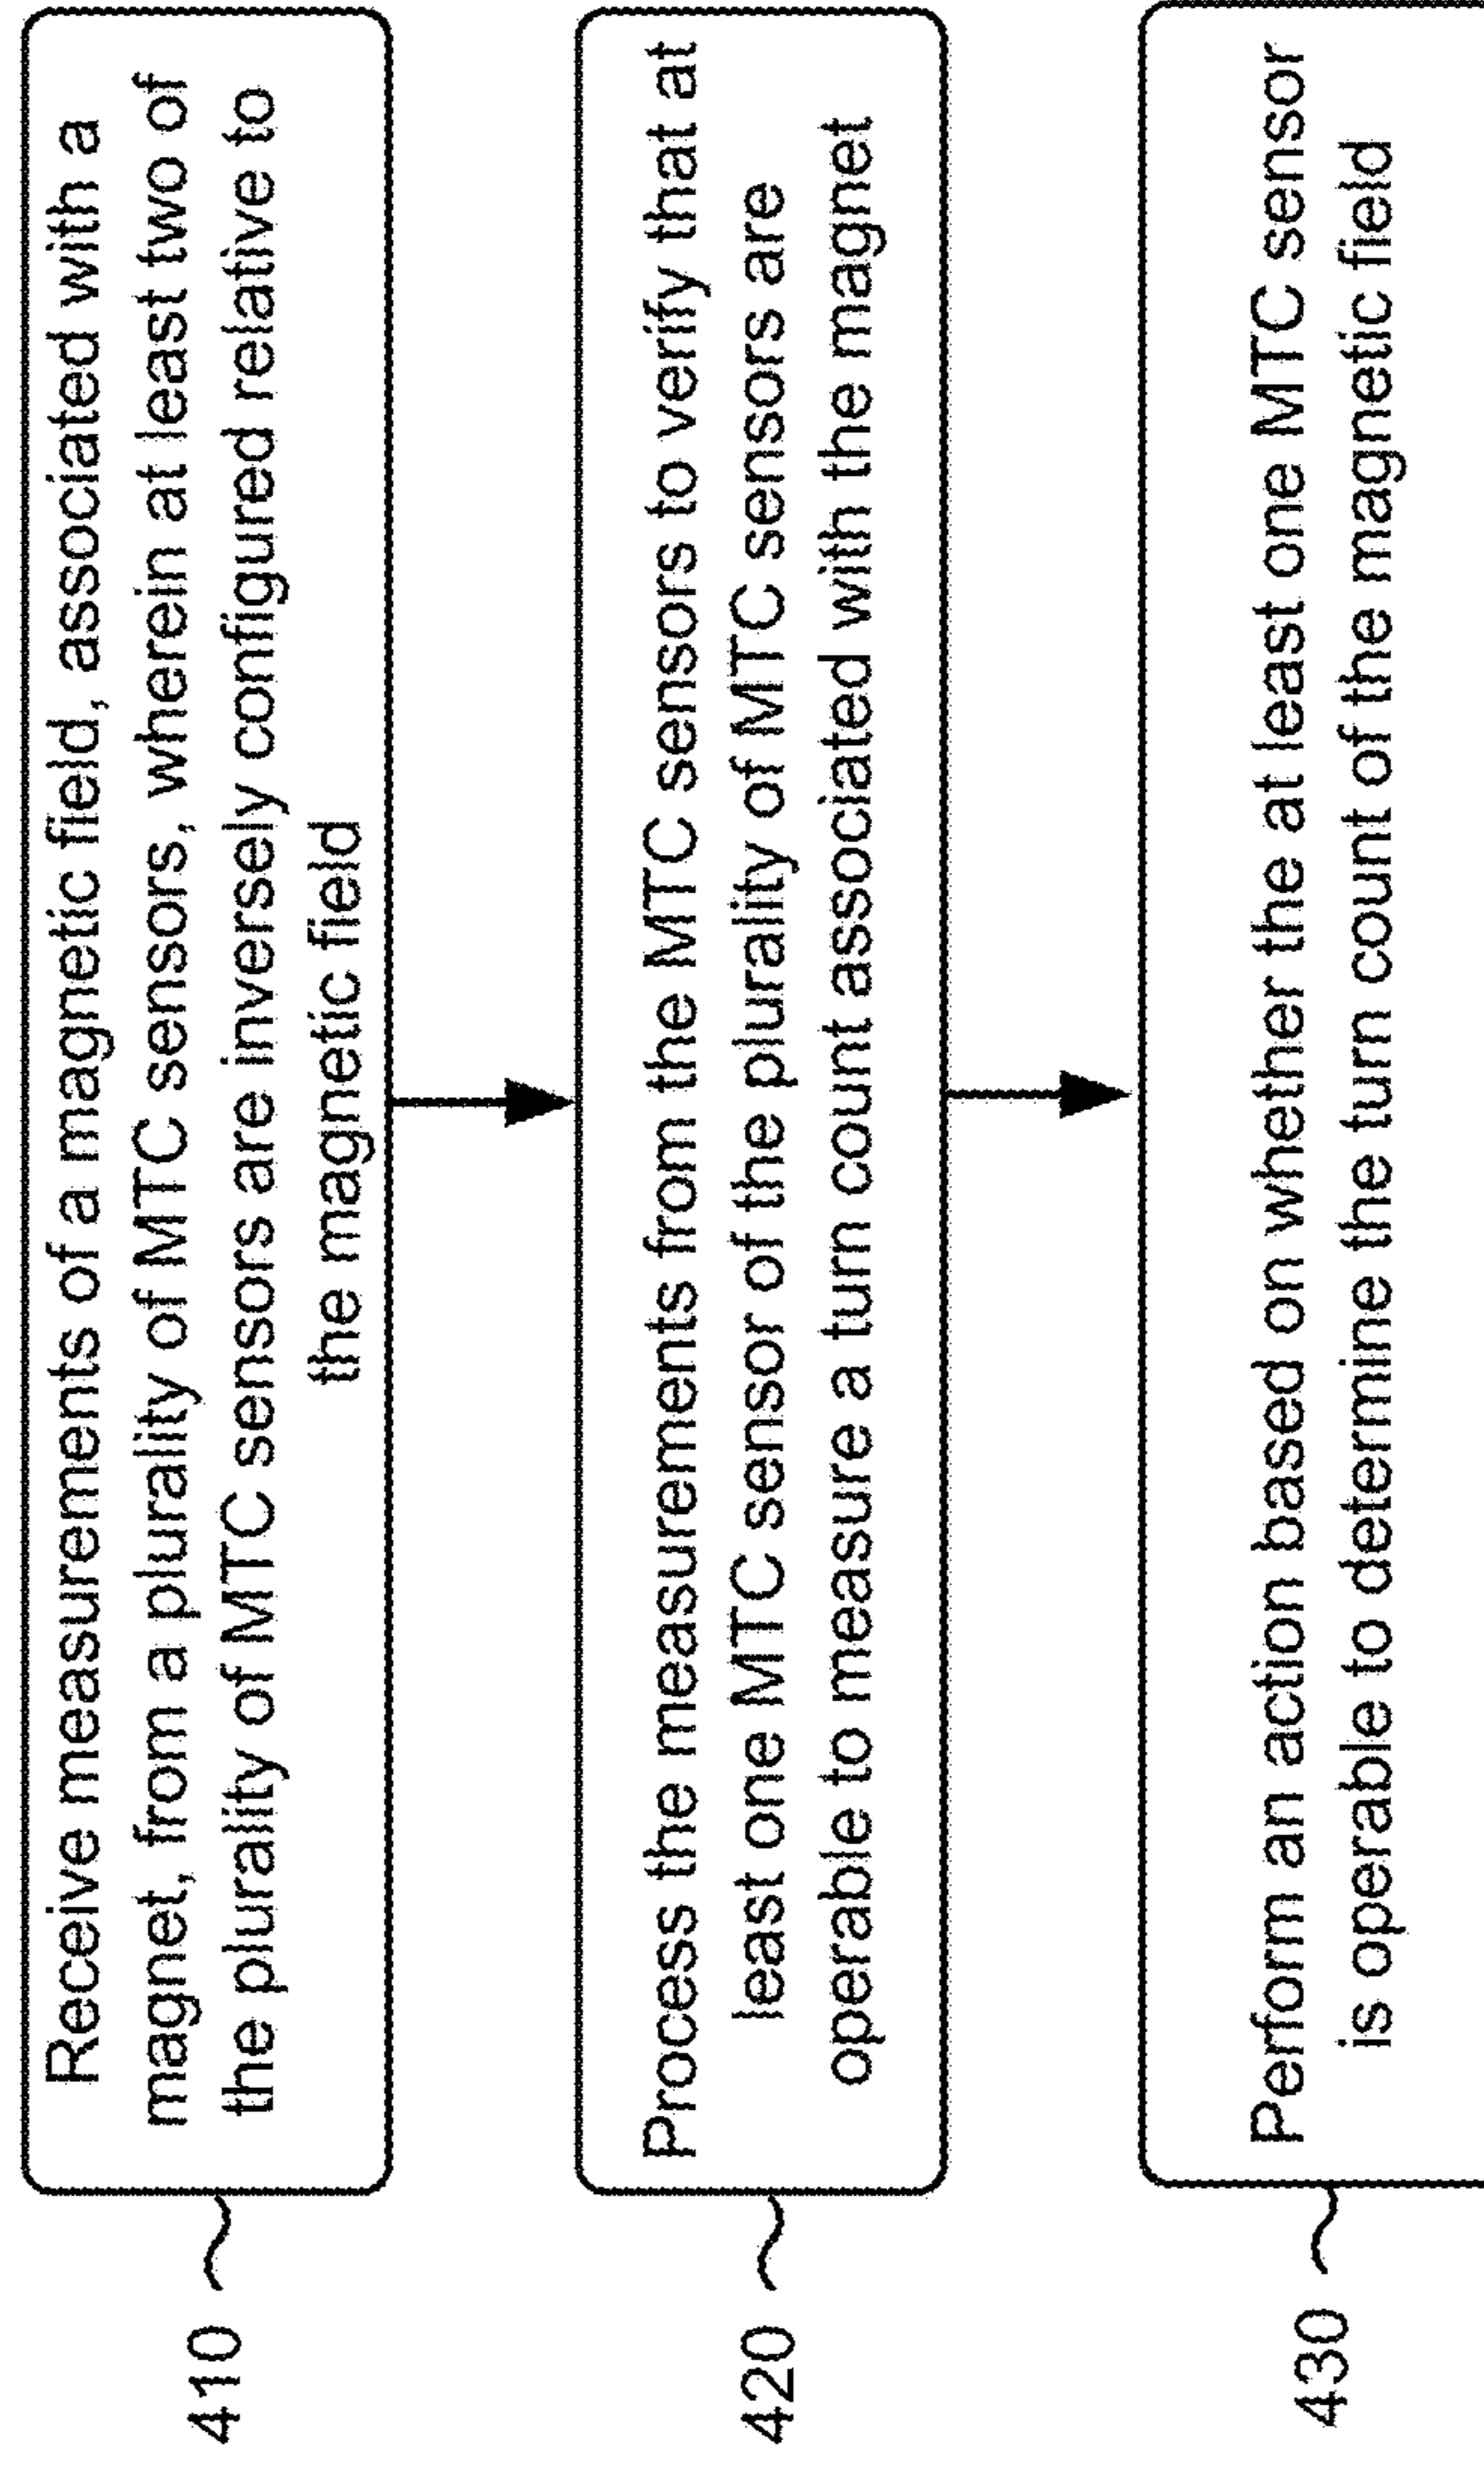 410
Receive measurements of a magnetic field, associated with a
magnet, from a plurality of MTC sensors, wherein at least two of
the plurality of MTC sensors are inversely configured relative to
the magnetic field
420
Process the measurements from the MTC sensors to verify that at
least one MTC sensor of the plurality of MTC sensors are
operable to measure a turn count associated with the magnet
430
Perform an action based on whether the at least one MTC sensor
is operable to determine the turn count of the magnetic field